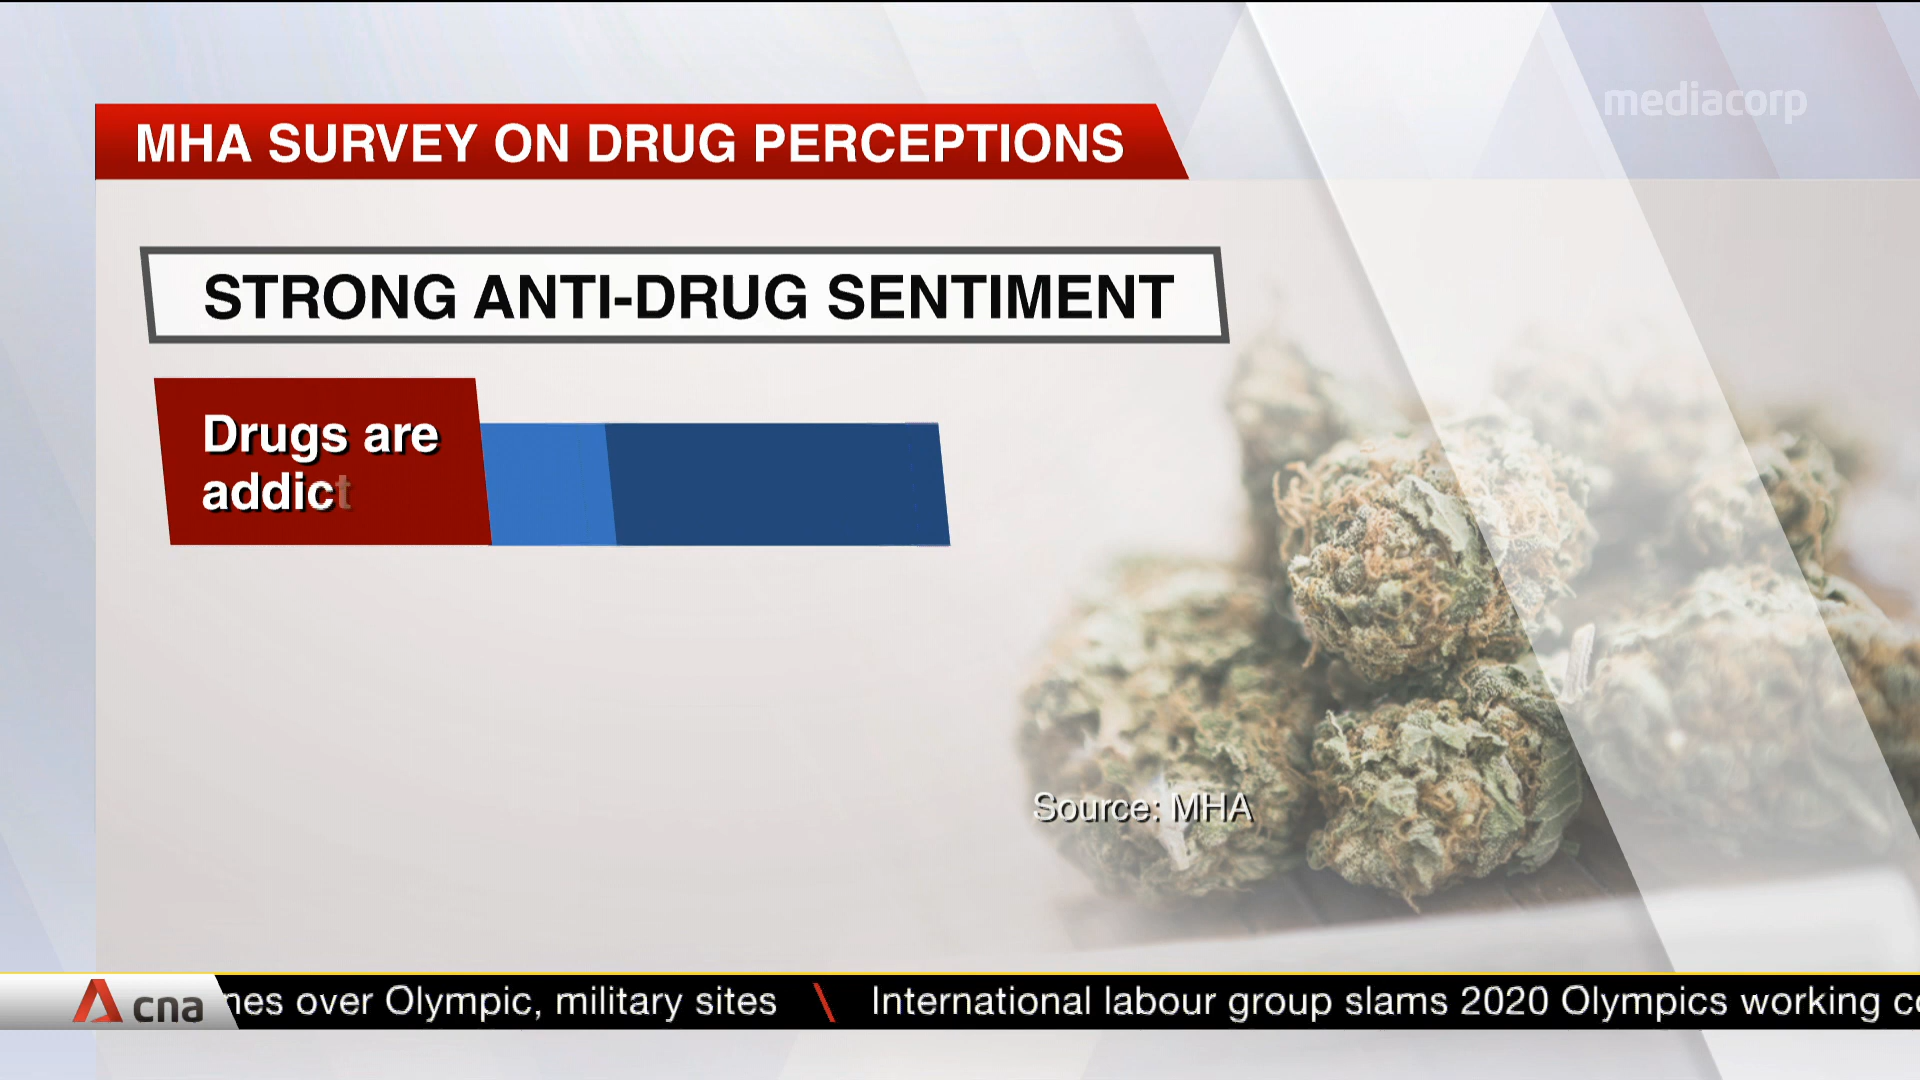 mediacorp
MHA SURVEY ON DRUG PERCEPTIONS
STRONG ANTI-DRUG SENTIMENT
Drugs are
addict
Source: MHA
cna
nes over Olympic, military sites \ International labour group slams 2020 Olympics working co